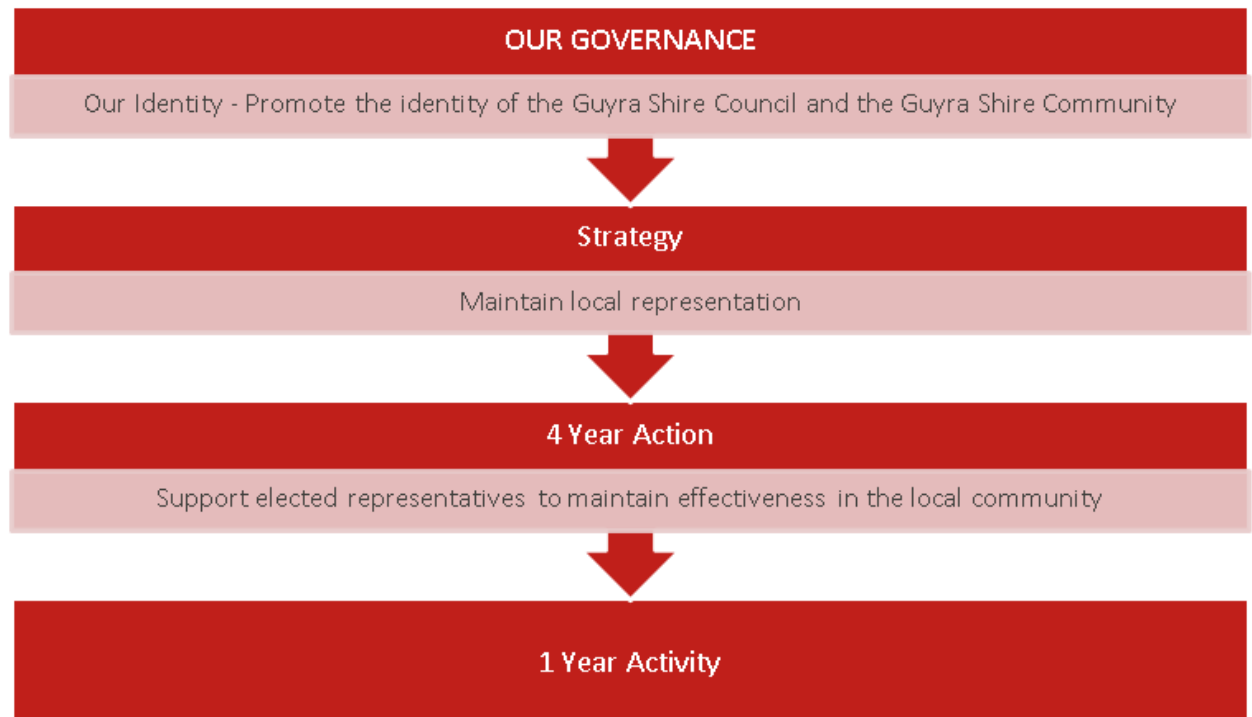 OUR GOVERNANCE
Our Identity - Promote the identity of the Guyra Shire Council and the Guyra Shire Community
Strategy
Maintain local representation
4 Year Action
Support elected representatives to maintain effectiveness in the local community
1 Year Activity